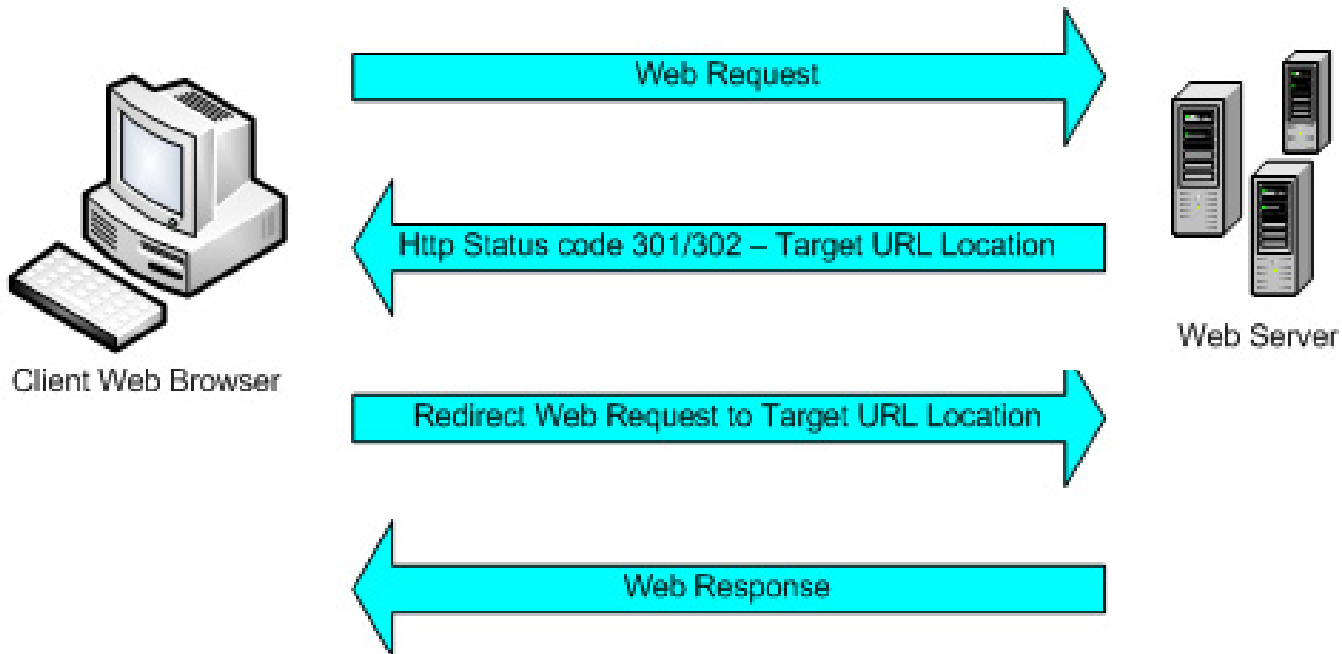 Web Request
Http Status code 301/302 – Target URL Location
Web Server
Client Web Browser
Redirect Web Request to Target URL Location
Web Response